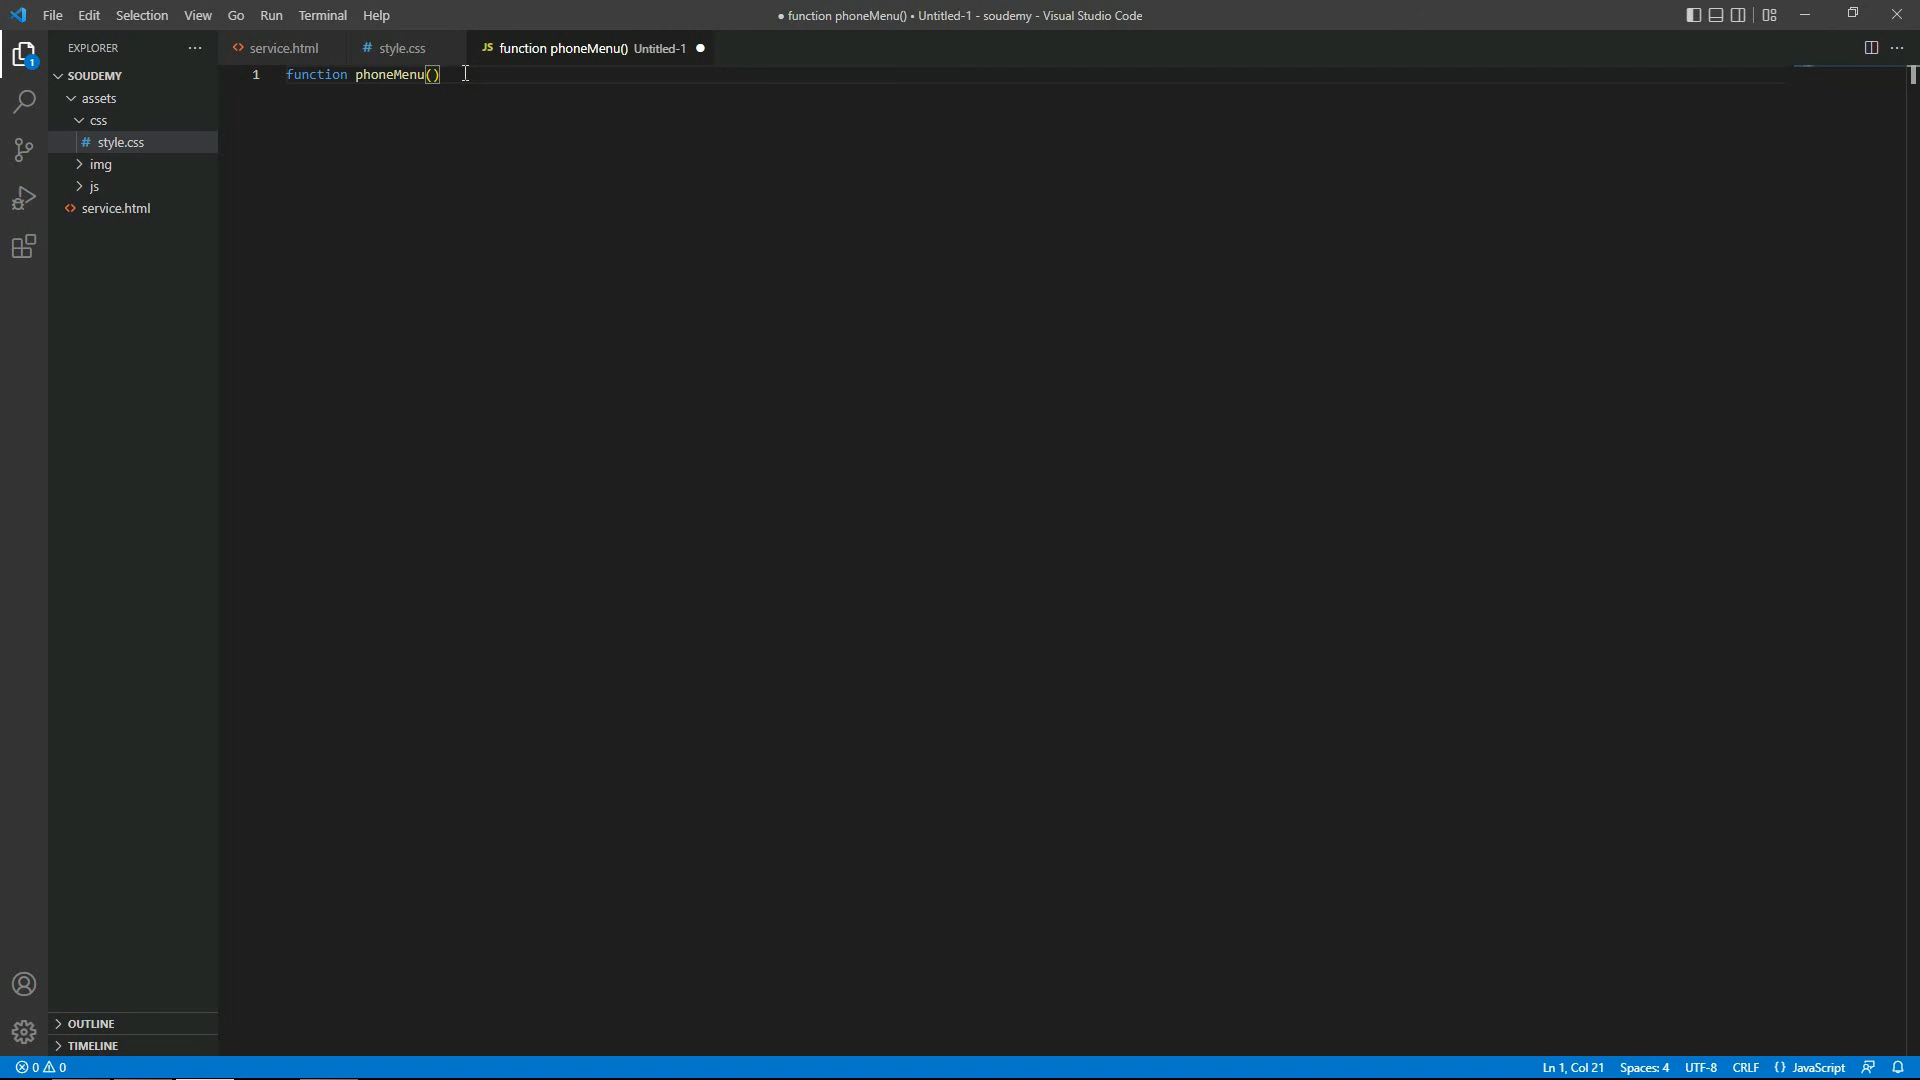 File Edit Selection View Go Run Terminal Help
● function phoneMenu() • Untitled-1 - soudemy - Visual Studio Code
EXPLORER
service.html
# style.css
JS function phoneMenu() Untitled-1
1 function phoneMenu()
SOUDEMY
assets
css
# style.css
img
js
service.html
1
OUTLINE
TIMELINE
0 0
Ln 1, Col 21 Spaces: 4 UTF-8 CRLF {} JavaScript